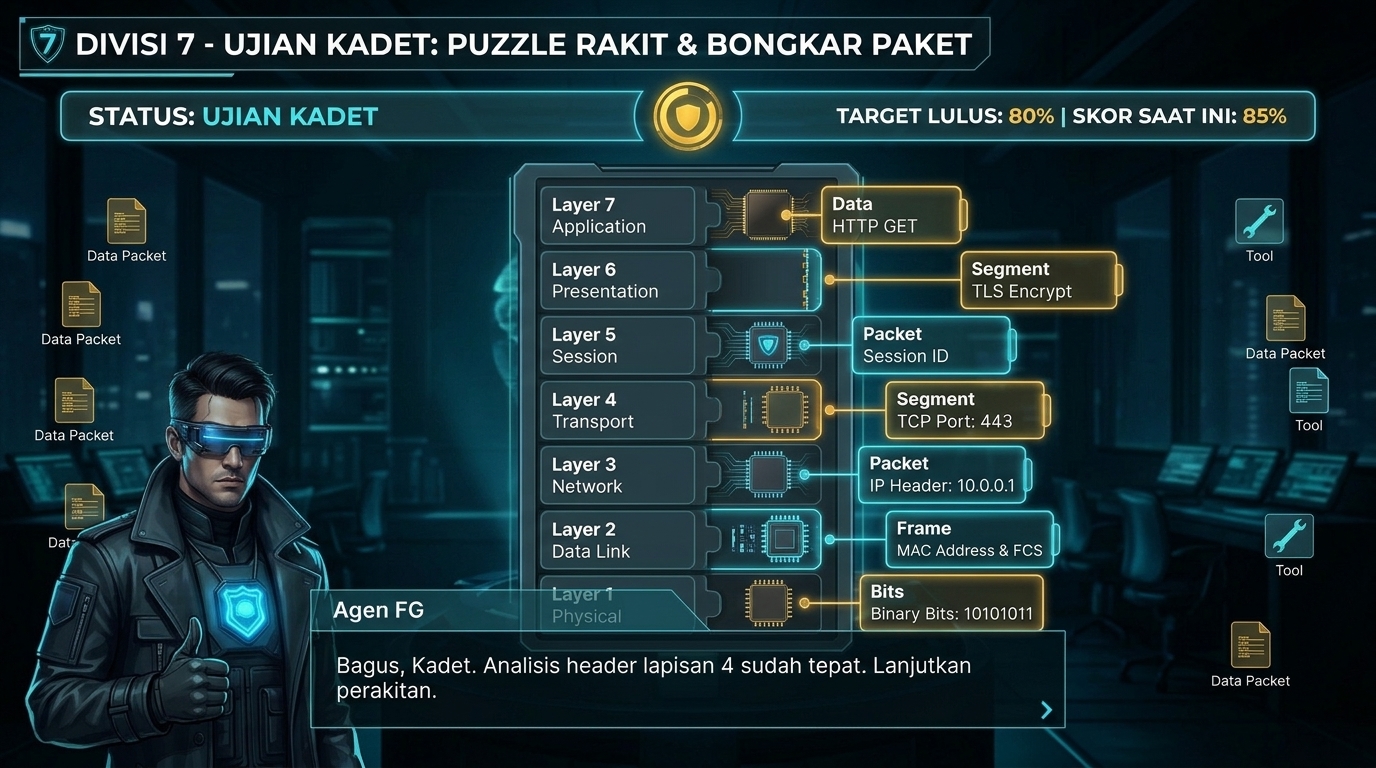 7
DIVISI 7 - UJIAN KADET: PUZZLE RAKIT & BONGKAR PAKET
STATUS: UJIAN KADET
TARGET LULUS: 80% | SKOR SAAT INI: 85%
Layer 7
Application
Data
HTTP GET
Layer 6
Presentation
Segment
TLS Encrypt
Layer 5
Session
Packet
Session ID
Layer 4
Transport
Segment
TCP Port: 443
Layer 3
Network
Packet
IP Header: 10.0.0.1
Layer 2
Data Link
Frame
MAC Address & FCS
Layer 1
Physical
Bits
Binary Bits: 10101011
Data Packet
Data Packet
Data Packet
Dat
Tool
Data Packet
Tool
Tool
Data Packet
Agen FG
Bagus, Kadet. Analisis header lapisan 4 sudah tepat. Lanjutkan
perakitan.